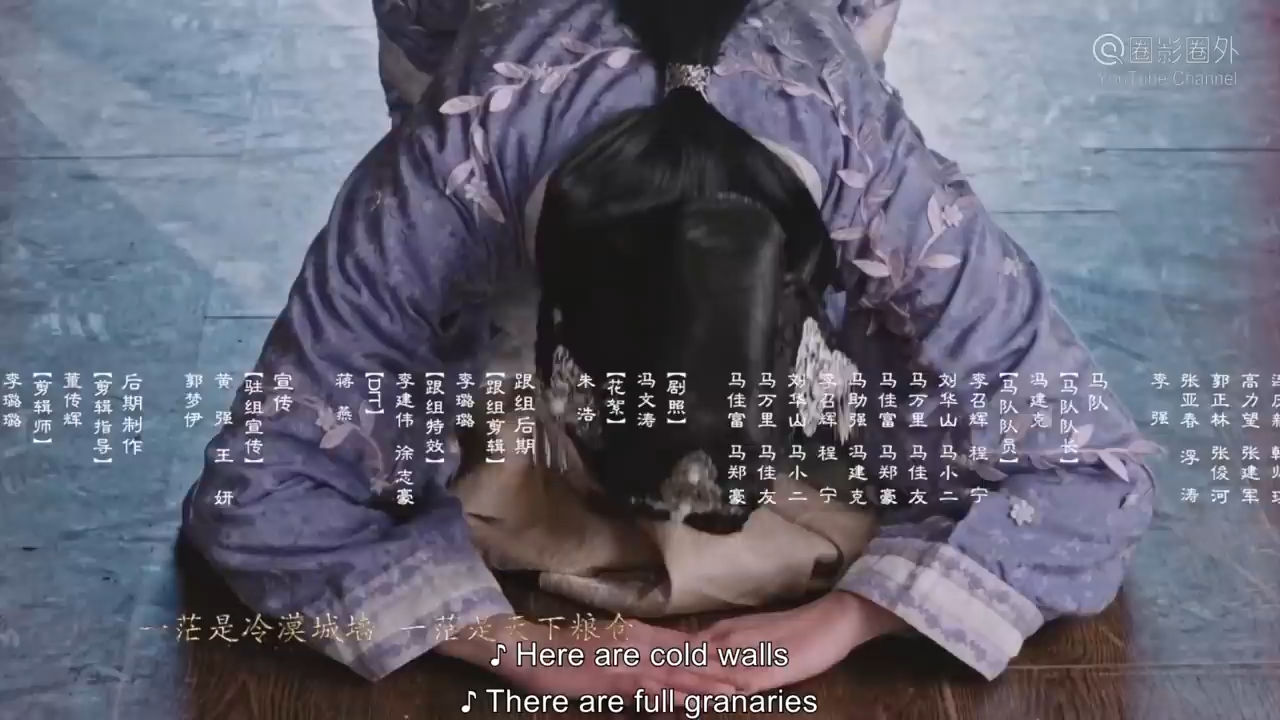 圈影圈外
YouTube Channel
高力望 张建军
郭正林 张俊河
张亚春 浮 涛
李 强
马队
【马队队长】
冯建克
【马队队员】
李召辉 程 宁
刘华山 马小二
马万里 马佳友
马佳富 马郑豪
马助强 冯建克
李召辉 程 宁
刘华山 马小二
马万里 马佳友
马佳富 马郑豪
【剧照】
冯文涛
【花絮】
朱 浩
跟组后期
【跟组剪辑】
李璐璐
【跟组特效】
李建伟 徐志豪
【DIT】
蒋 燕
宣传
【驻组宣传】
黄 强 王 妍
郭梦伊
后期制作
【剪辑指导】
董传辉
【剪辑师】
李璐璐
一茫是冷漠城墙 一茫是天下粮仓
♪ Here are cold walls
♪ There are full granaries